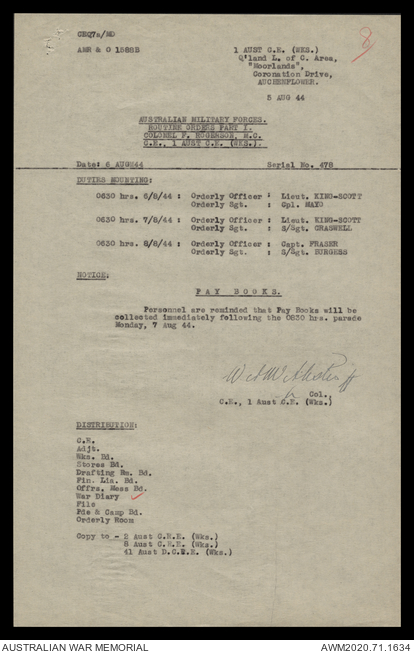 CEQ7a/MD
8
AMR & O 1588B
1 AUST C.E. (WKS.)
Q'land L. of C. Area,
"Moorlands",
Coronation Drive,
AUCHENFLOWER.
5 AUG 44
AUSTRALIAN MILITARY FORCES.
ROUTINE ORDERS PART I.
COLONEL F. ROGERSON, M.C.
C.E., 1 AUST C.E. (WKS.).
Date: 6 AUG 44 Serial No. 478
DUTIES MOUNTING:
0630 hrs. 6/8/44 : Orderly Officer : Lieut. KING-SCOTT
Orderly Sgt. : Cpl. MAYO
0630 hrs. 7/8/44 : Orderly Officer : Lieut. KING-SCOTT
Orderly Sgt. : S/Sgt. CRASWELL
0630 hrs. 8/8/44 : Orderly Officer : Capt. FRASER
Orderly Sgt. : S/Sgt. BURGESS
NOTICE:
PAY BOOKS.
Personnel are reminded that Pay Books will be
collected immediately following the 0830 hrs. parade
Monday, 7 Aug 44.
Col.
C.E., 1 Aust C.E. (Wks.)
DISTRIBUTION:
C.E.
Adjt.
Wks. Bd.
Stores Bd.
Drafting Rm. Bd.
Fin. Lia. Bd.
Offrs. Mess Bd.
War Diary
File
Pde & Camp Bd.
Orderly Room
Copy to - 2 Aust C.R.E. (Wks.)
8 Aust C.R.E. (Wks.)
41 Aust D.C.R.E. (Wks.)
AUSTRALIAN WAR MEMORIAL AWM2020.71.1634